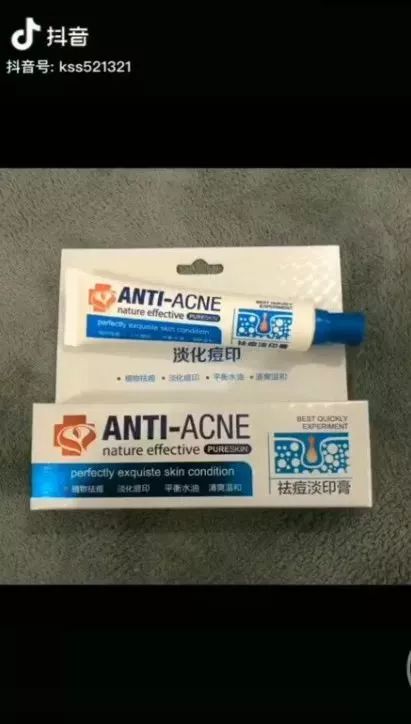 抖音
抖音号: kss521321
ANTI-ACNE
nature effective PURESKIN
perfectly exquiste skin condition
BEST QUICKLY
EXPERIMENT
祛痘淡印膏
淡化痘印
• 植物祛痘 • 淡化痘印 • 平衡水油 • 清爽温和
ANTI-ACNE
nature effective PURESKIN
perfectly exquiste skin condition
植物祛痘 淡化痘印 平衡水油 清爽温和
BEST QUICKLY
EXPERIMENT
祛痘淡印膏